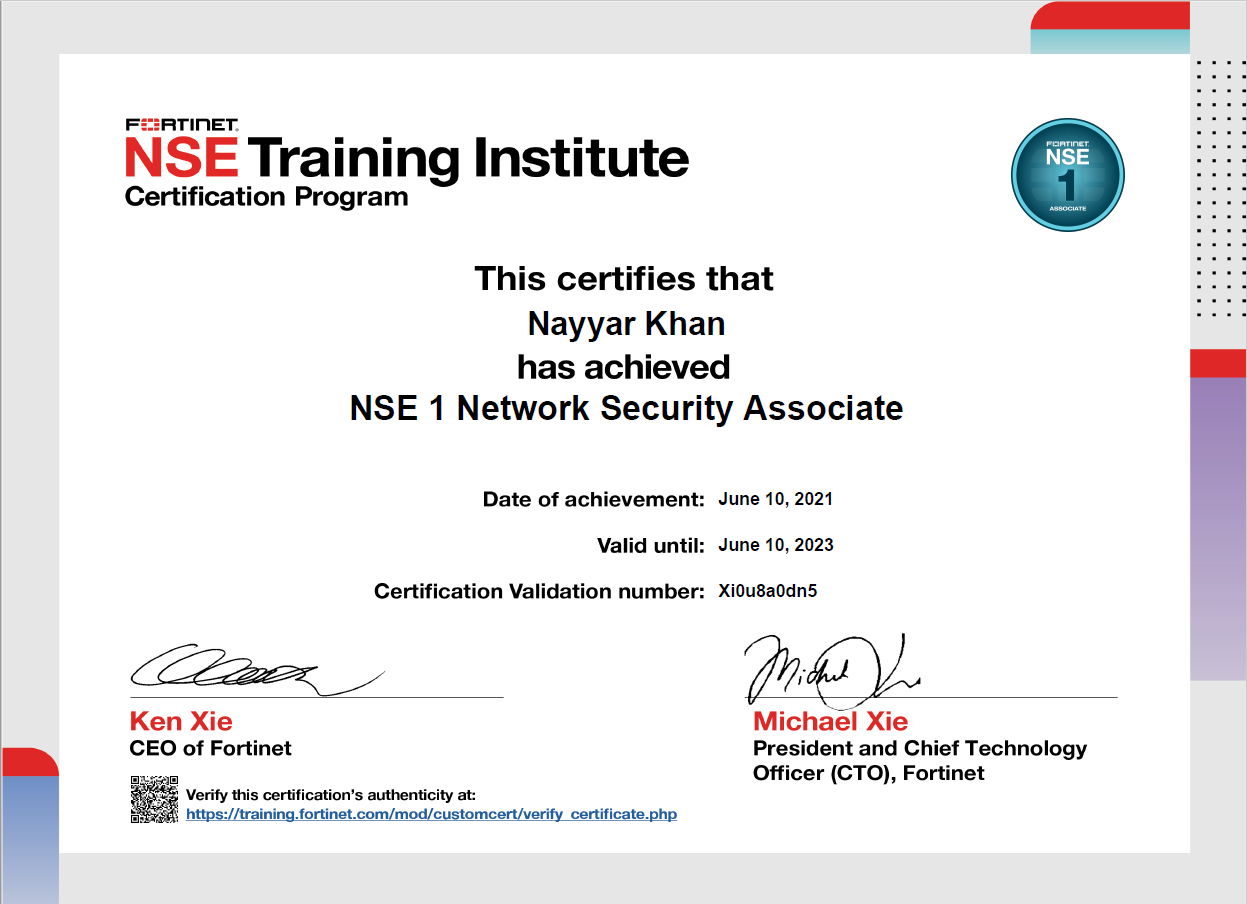 FORTINET
NSE Training Institute
Certification Program
FORTINET
NSE
1
ASSOCIATE
This certifies that
Nayyar Khan
has achieved
NSE 1 Network Security Associate
Date of achievement: June 10, 2021
Valid until: June 10, 2023
Certification Validation number: Xi0u8a0dn5
Michael
Ken Xie
CEO of Fortinet
Michael Xie
President and Chief Technology
Officer (CTO), Fortinet
Verify this certification's authenticity at:
https://training.fortinet.com/mod/customcert/verify_certificate.php